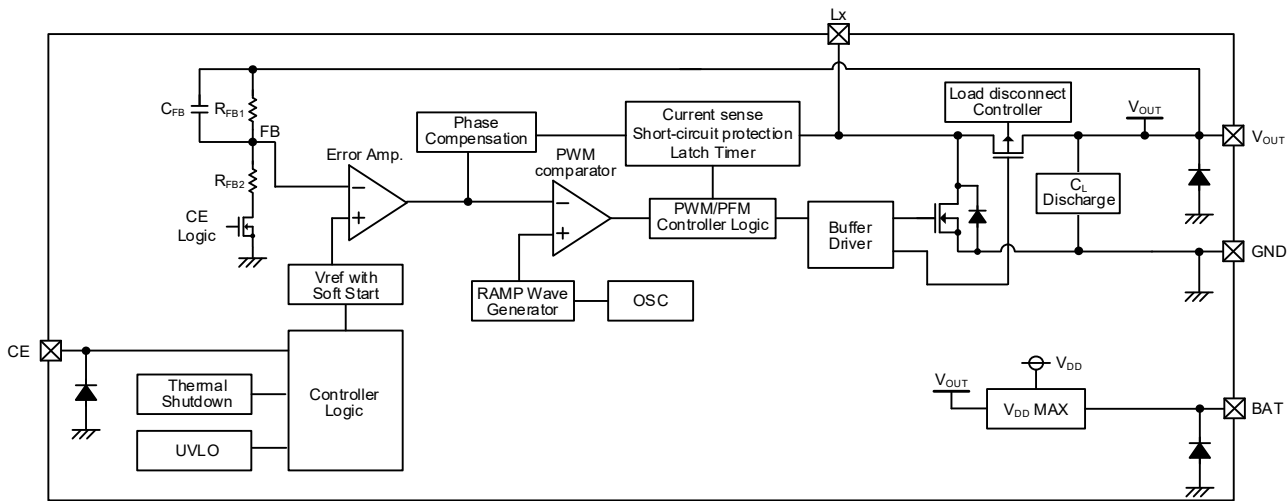 Lx
CFB
RFB1
FB
RFB2
CE
Logic
Error Amp.
Phase
Compensation
PWM
comparator
Current sense
Short-circuit protection
Latch Timer
Load disconnect
Controller
VOUT
VOUT
CL
Discharge
PWM/PFM
Controller Logic
Buffer
Driver
GND
Vref with
Soft Start
RAMP Wave
Generator
OSC
CE
Thermal
Shutdown
UVLO
Controller
Logic
VDD
VOUT
VDD MAX
BAT